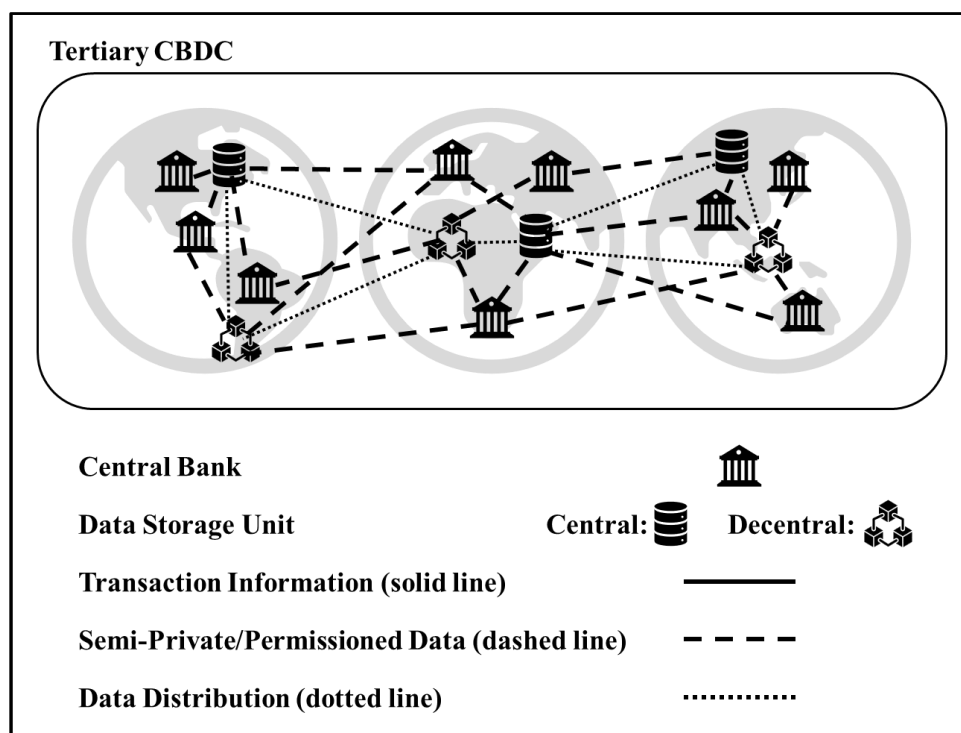 Tertiary CBDC
Central Bank
Data Storage Unit Central: Decentral:
Transaction Information (solid line)
Semi-Private/Permissioned Data (dashed line)
Data Distribution (dotted line)